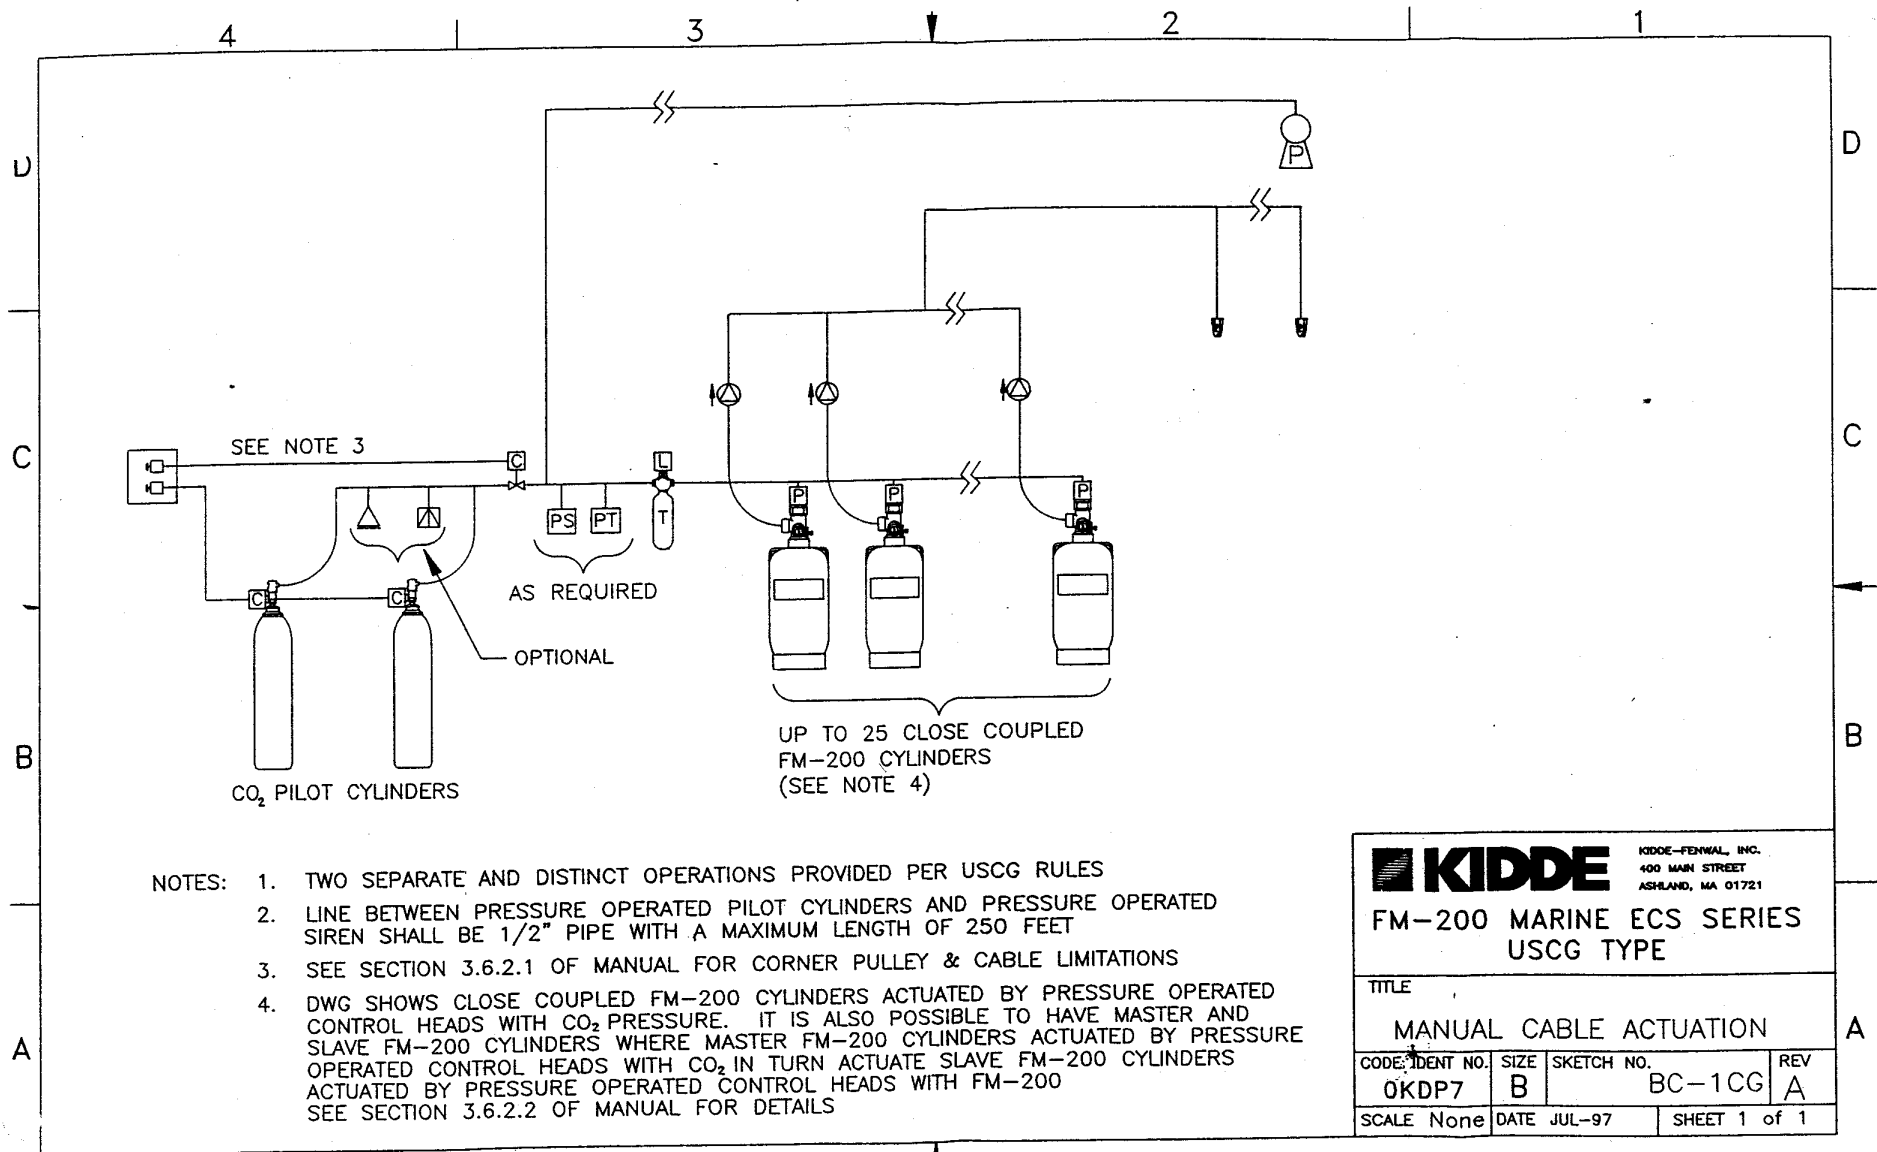 4 3 2 1
D
D
P
C
SEE NOTE 3
C
L
C
P P P
PS PT T
C C
AS REQUIRED
OPTIONAL
B
UP TO 25 CLOSE COUPLED
FM-200 CYLINDERS
(SEE NOTE 4)
B
CO₂ PILOT CYLINDERS
NOTES: 1. TWO SEPARATE AND DISTINCT OPERATIONS PROVIDED PER USCG RULES
2. LINE BETWEEN PRESSURE OPERATED PILOT CYLINDERS AND PRESSURE OPERATED
SIREN SHALL BE 1/2" PIPE WITH A MAXIMUM LENGTH OF 250 FEET
3. SEE SECTION 3.6.2.1 OF MANUAL FOR CORNER PULLEY & CABLE LIMITATIONS
4. DWG SHOWS CLOSE COUPLED FM-200 CYLINDERS ACTUATED BY PRESSURE OPERATED
CONTROL HEADS WITH CO₂ PRESSURE. IT IS ALSO POSSIBLE TO HAVE MASTER AND
SLAVE FM-200 CYLINDERS WHERE MASTER FM-200 CYLINDERS ACTUATED BY PRESSURE
OPERATED CONTROL HEADS WITH CO₂ IN TURN ACTUATE SLAVE FM-200 CYLINDERS
ACTUATED BY PRESSURE OPERATED CONTROL HEADS WITH FM-200
SEE SECTION 3.6.2.2 OF MANUAL FOR DETAILS
A
A
KIDDE
KIDDE-FENWAL, INC.
400 MAIN STREET
ASHLAND, MA 01721
FM-200 MARINE ECS SERIES
USCG TYPE
TITLE
MANUAL CABLE ACTUATION
CODE IDENT NO. SIZE SKETCH NO. REV
0KDP7 B BC-1CG A
SCALE None DATE JUL-97 SHEET 1 of 1